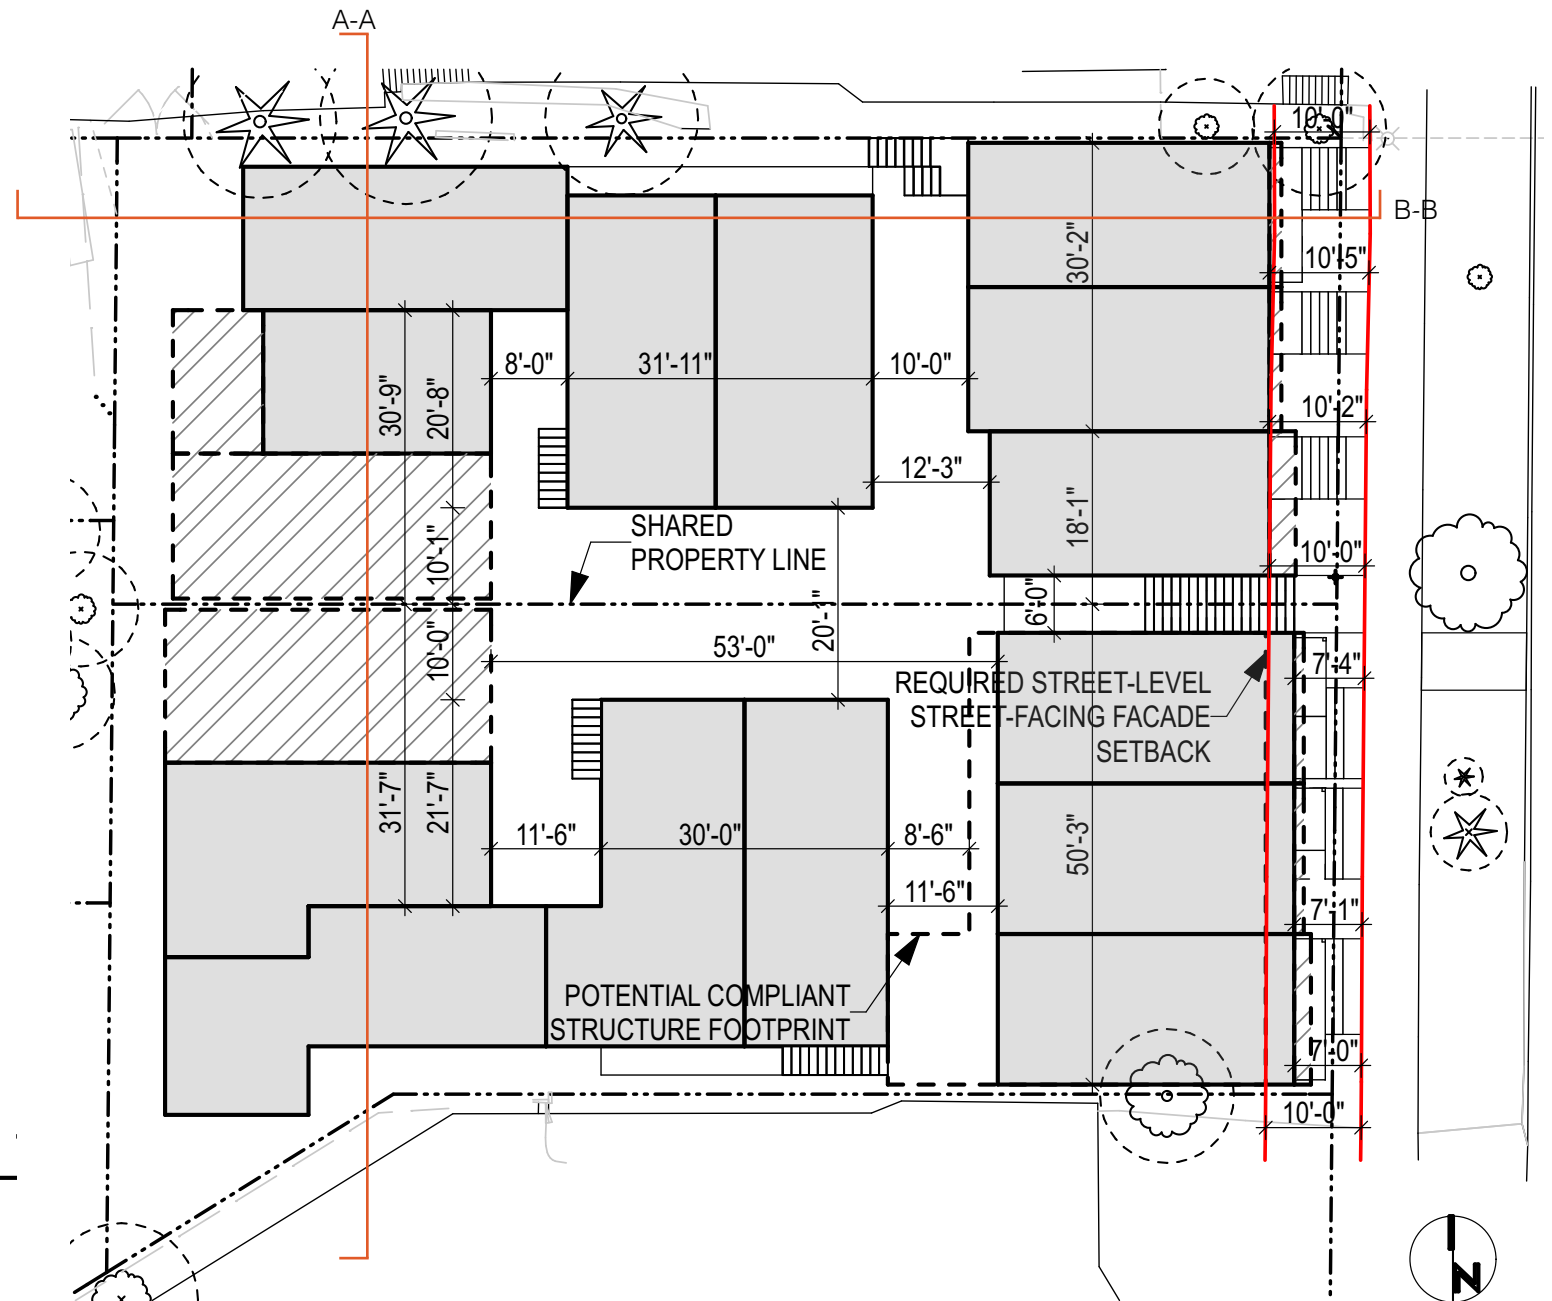 A-A
10'-0"
B-B
30'-2"
10'-5"
8'-0"
31'-11"
10'-0"
30'-9"
20'-8"
10'-2"
12'-3"
18'-1"
SHARED
PROPERTY LINE
10'-1"
10'-0"
6'-0"
20'-1"
53'-0"
10'-0"
REQUIRED STREET-LEVEL
STREET-FACING FACADE
SETBACK
7'-4"
31'-7"
21'-7"
11'-6"
30'-0"
8'-6"
50'-3"
11'-6"
7'-1"
POTENTIAL COMPLIANT
STRUCTURE FOOTPRINT
7'-0"
10'-0"
N